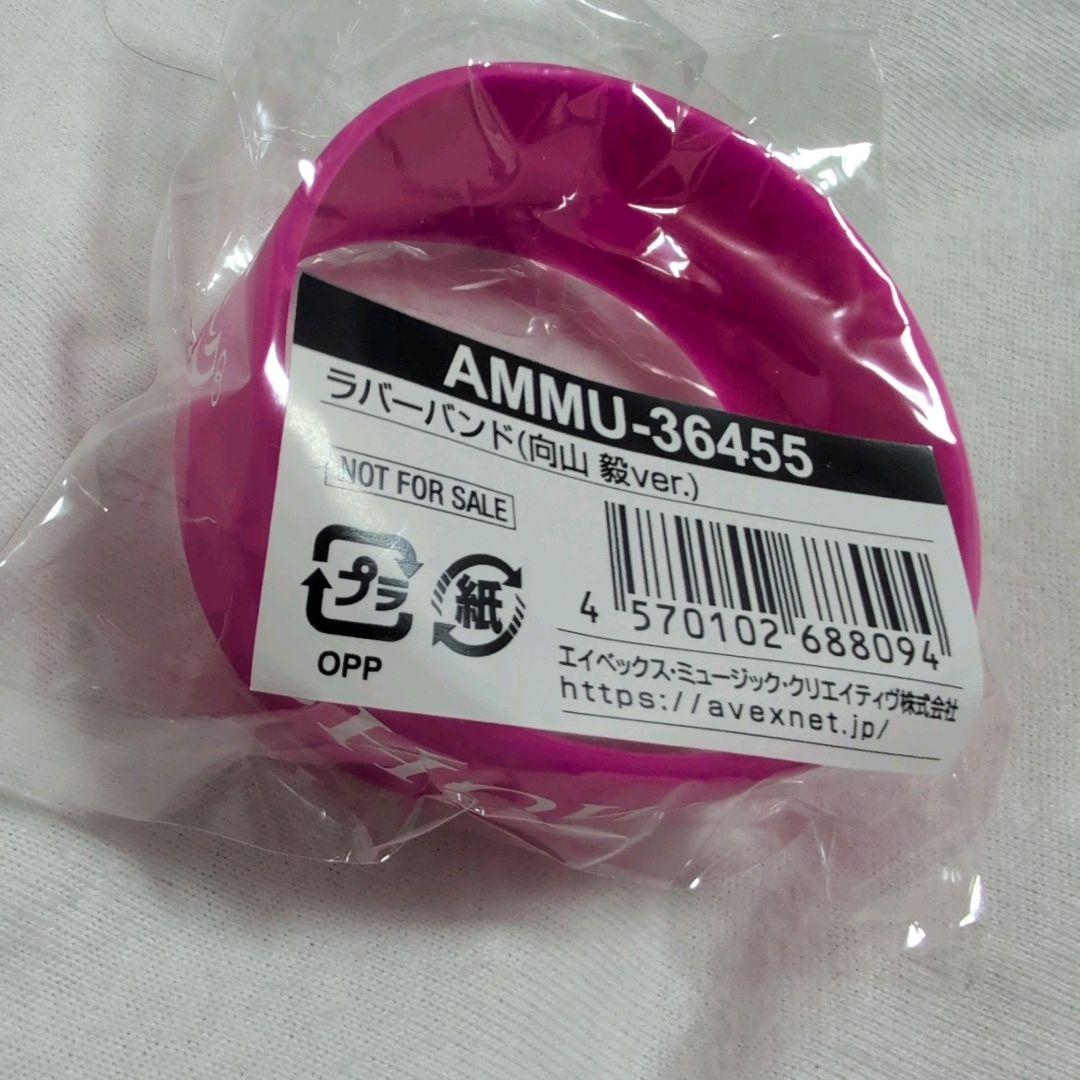 AMMU-36455
ラバーバンド(向山 毅ver.)
NOT FOR SALE
プラ
紙
OPP
4 570102 688094
エイベックス・ミュージック・クリエイティヴ株式会社
https://avexnet.jp/